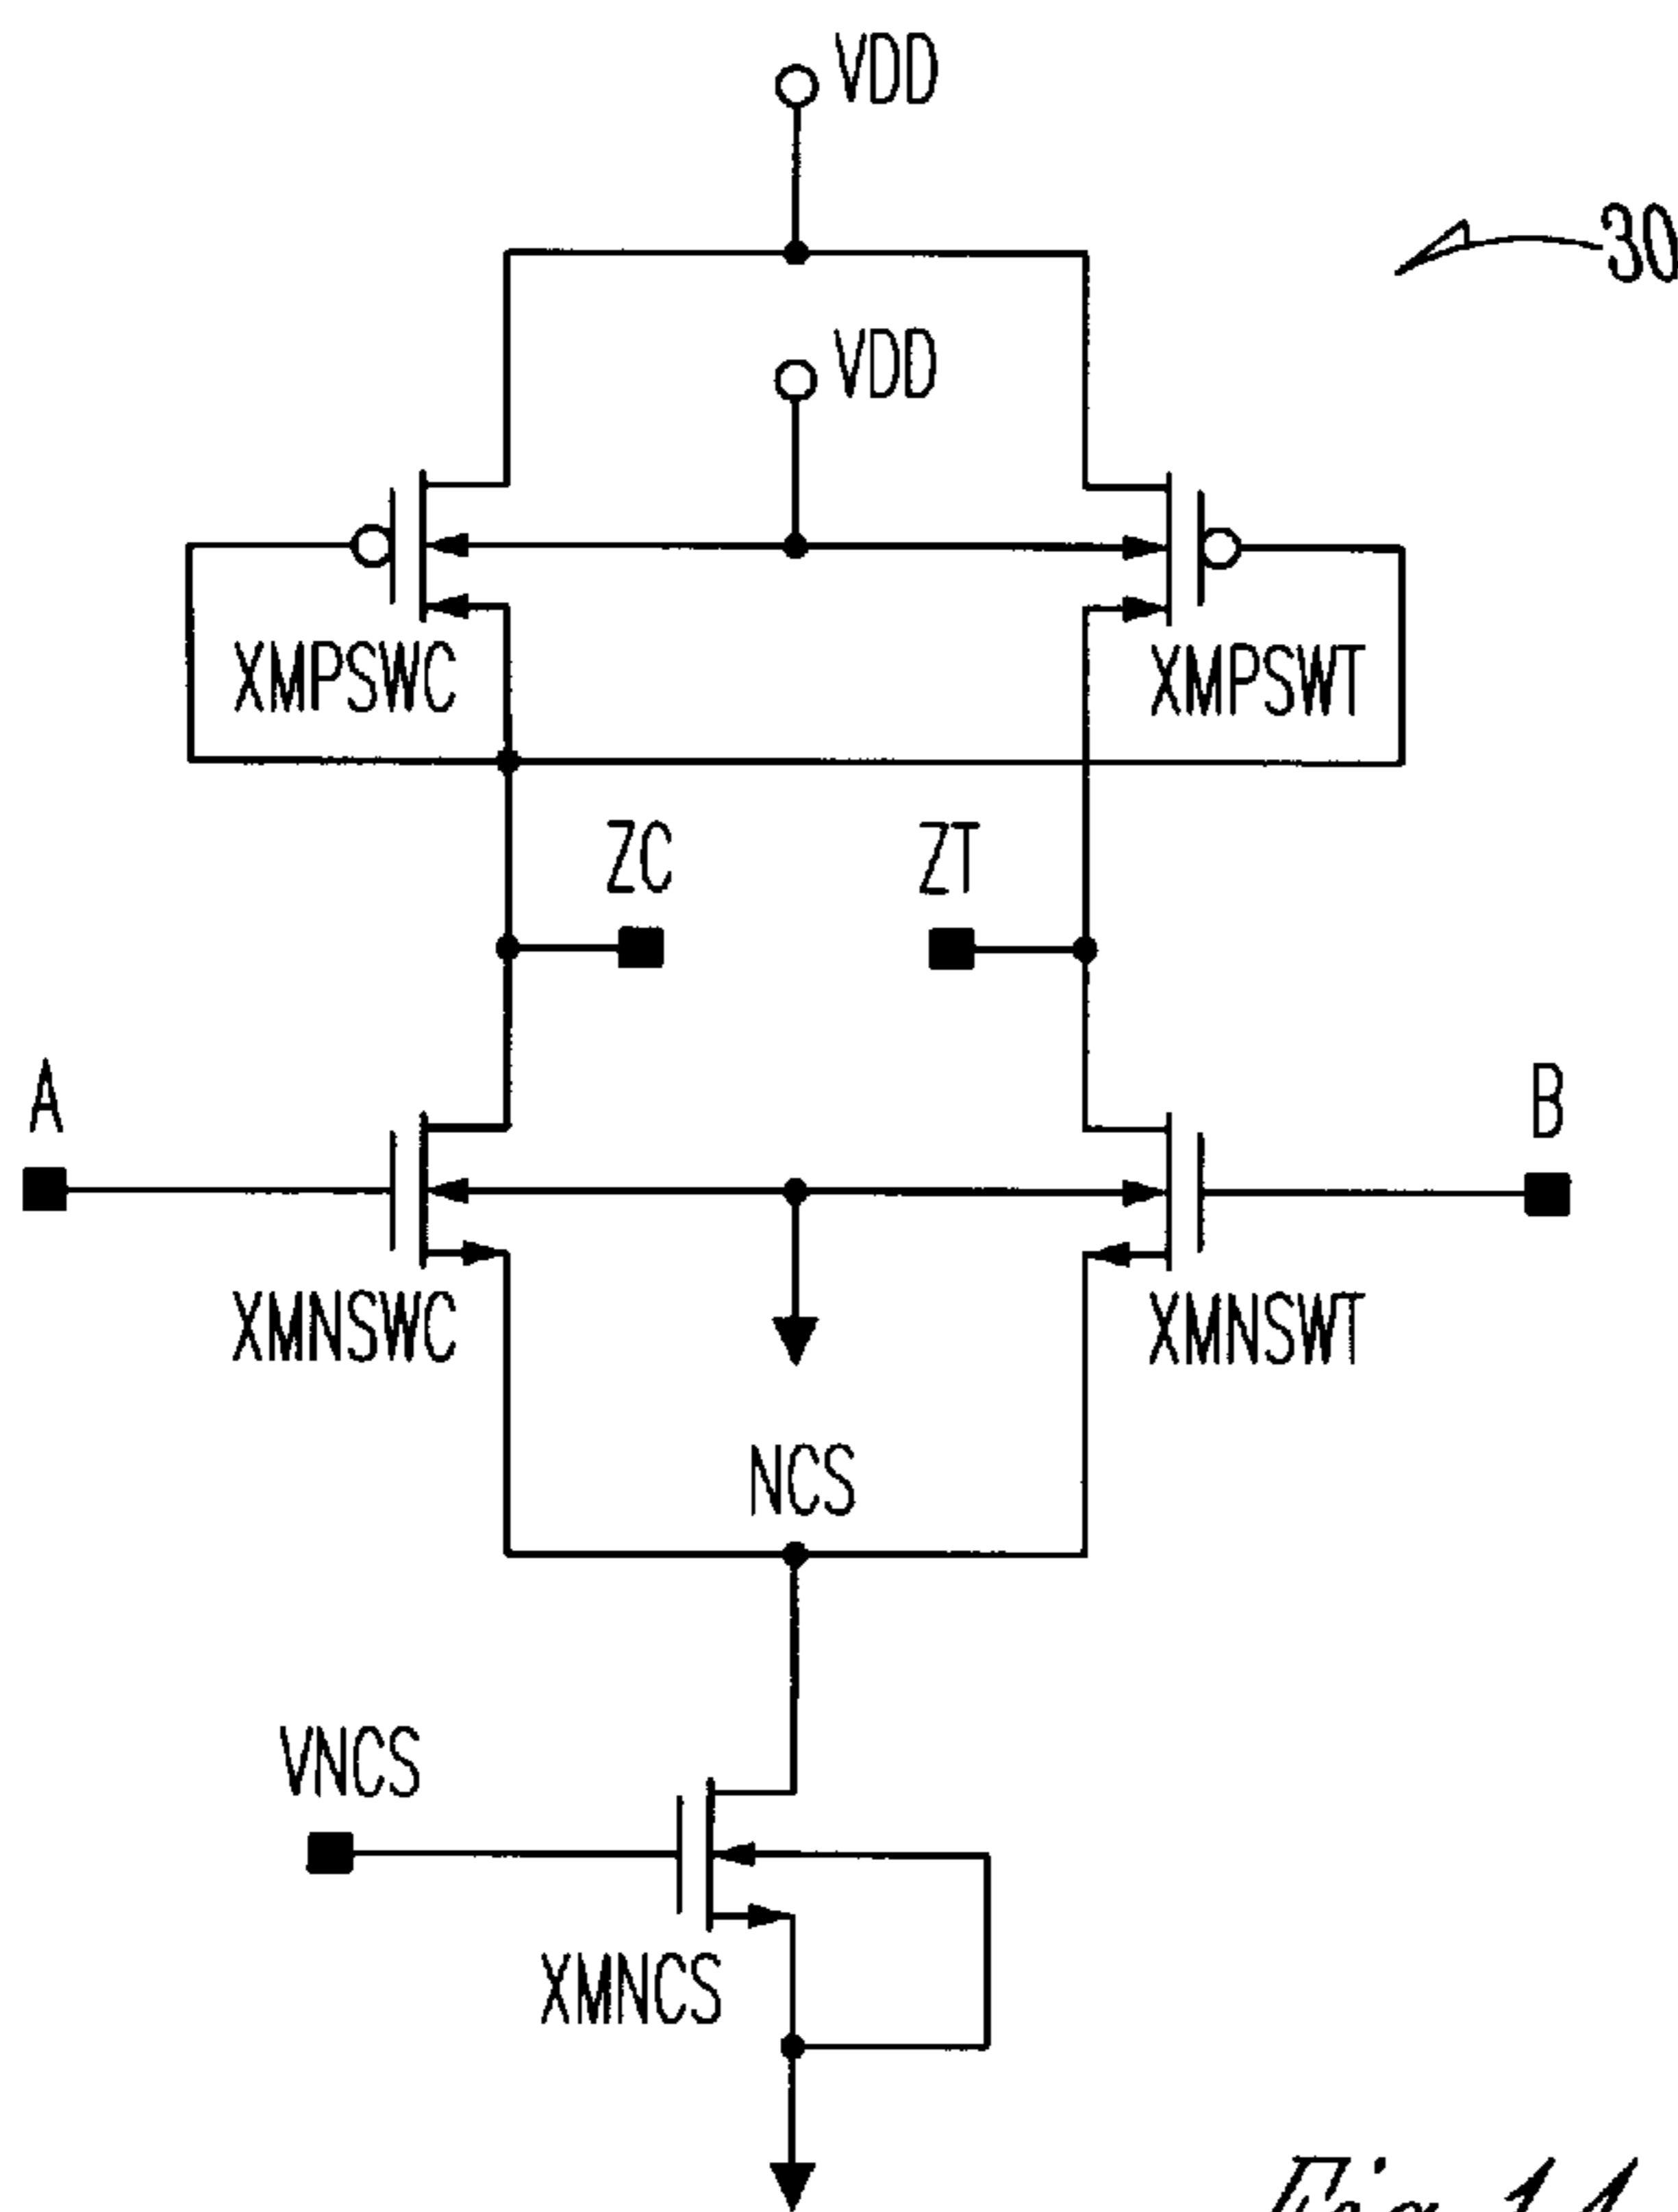 VDD
30
VDD
XMPSWC
XMPSWT
ZC
ZT
A
B
XMNSWC
XMNSWT
NCS
VNCS
XMNCS